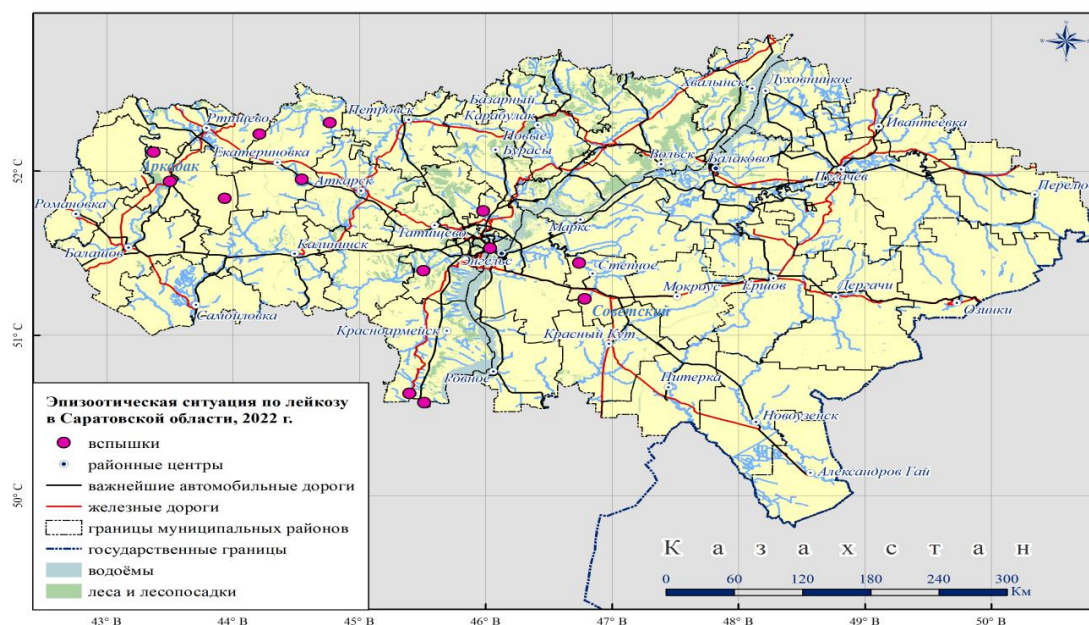 Хвалынск
Духовницкое
Базарный
Карабулак
Петровск
Ртищево
Ивантеевка
Новые
Бурасы
Екатериновка
Вольск
Балаково
52° С
Аркадак
Аткарск
Пугачев
Перелю
Романовка
Татищево
Маркс
Балашов
Калининск
Энгельс
Степное
Мокроус
Ершов
Дергачи
Самойловка
Советский
Озинки
51° С
Красноармейск
Красный Кут
Ровное
Питерка
Новоузенск
Александров Гай
50° С
Эпизоотическая ситуация по лейкозу
в Саратовской области, 2022 г.
вспышки
районные центры
важнейшие автомобильные дороги
железные дороги
границы муниципальных районов
государственные границы
водоёмы
леса и лесопосадки
Казахстан
0 60 120 180 240 300
Км
43° В 44° В 45° В 46° В 47° В 48° В 49° В 50° В